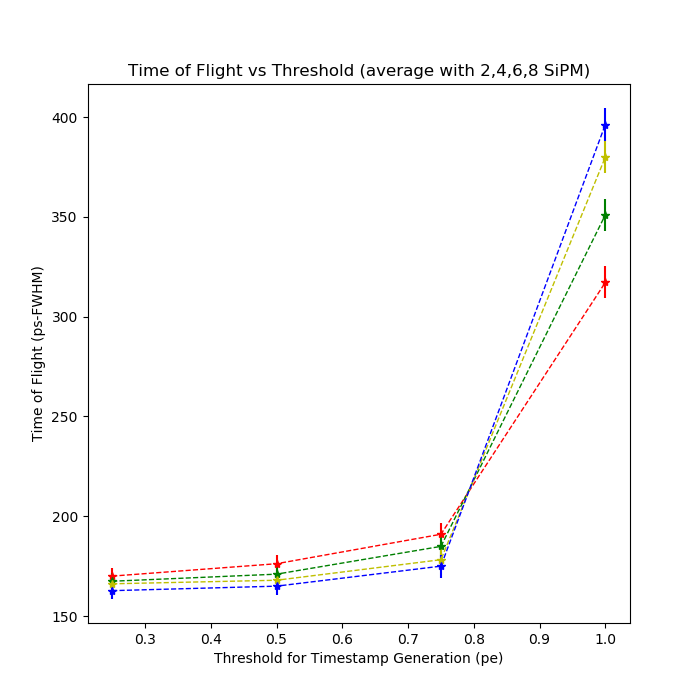 Time of Flight vs Threshold (average with 2,4,6,8 SiPM)
Time of Flight (ps-FWHM)
400
350
300
250
200
150
0.3 0.4 0.5 0.6 0.7 0.8 0.9 1.0
Threshold for Timestamp Generation (pe)